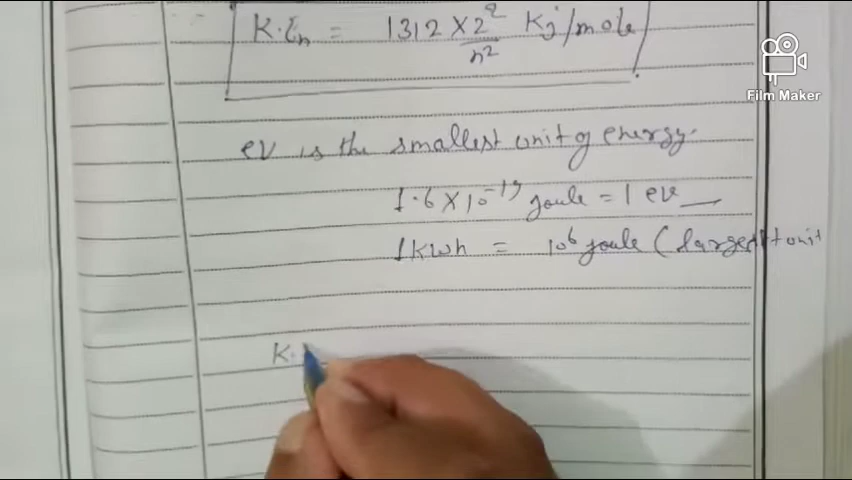 K.En = 1312 × Z²/n² Kj/mole
Film Maker
ev is the smallest unit of energy.
1.6 × 10⁻¹⁹ joule = 1 ev
1 kwh = 10⁶ joule ( largest unit
K.